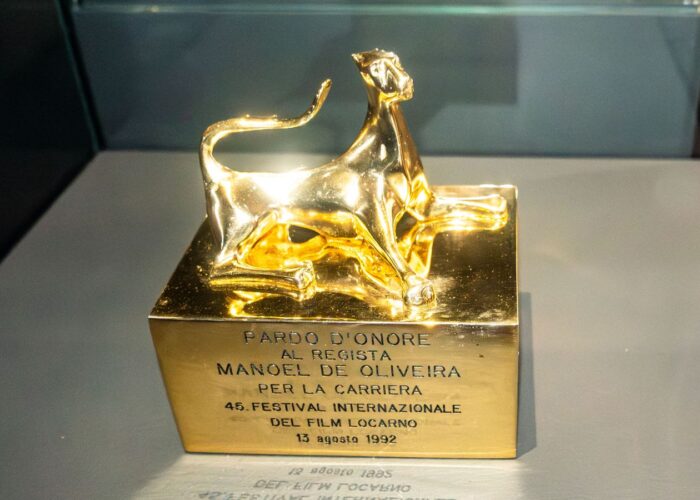 PARDO D'ONORE
AL REGISTA
MANOEL DE OLIVEIRA
PER LA CARRIERA
45. FESTIVAL INTERNAZIONALE
DEL FILM LOCARNO
13 agosto 1992